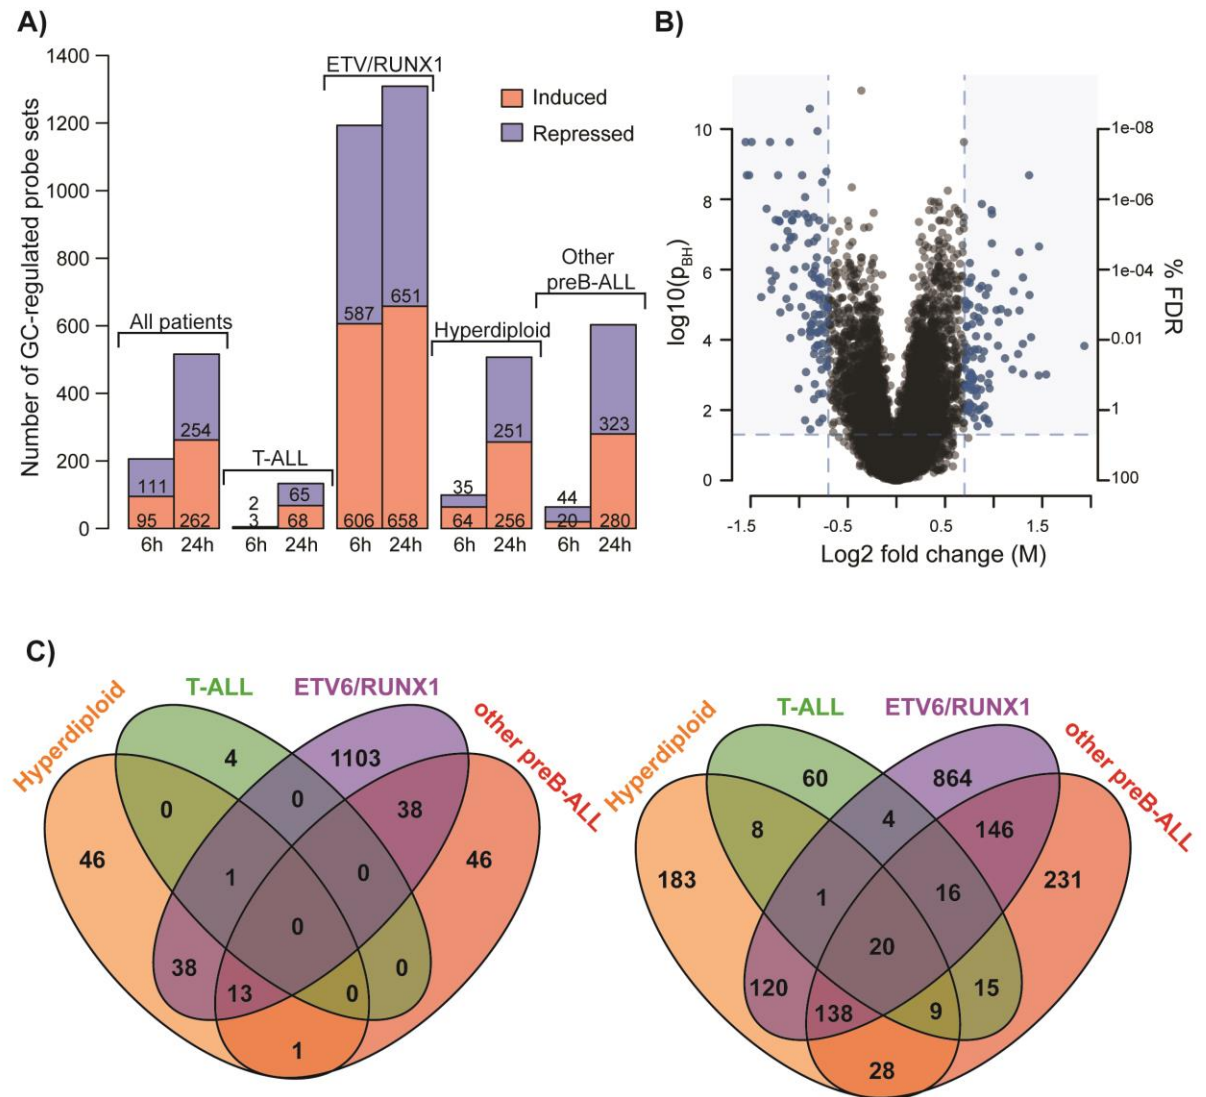 A)
Number of GC-regulated probe sets
1400
1200
1000
800
600
400
200
0
All patients
T-ALL
ETV/RUNX1
Hyperdiploid
Other
preB-ALL
Induced
Repressed
111
95
254
262
2
3
65
68
587
606
651
658
35
64
251
256
44
20
323
280
6h 24h 6h 24h 6h 24h 6h 24h 6h 24h
B)
log10(pBH)
10
8
6
4
2
0
1e-08
1e-06
1e-04
0.01
1
100
% FDR
-1.5 -0.5 0.5 1.5
Log2 fold change (M)
C)
Hyperdiploid
T-ALL
ETV6/RUNX1
other preB-ALL
4
1103
0
0
38
46
1
0
46
0
38
13
0
0
1
Hyperdiploid
T-ALL
ETV6/RUNX1
other preB-ALL
60
864
8
4
146
183
1
16
231
20
120
138
9
15
28